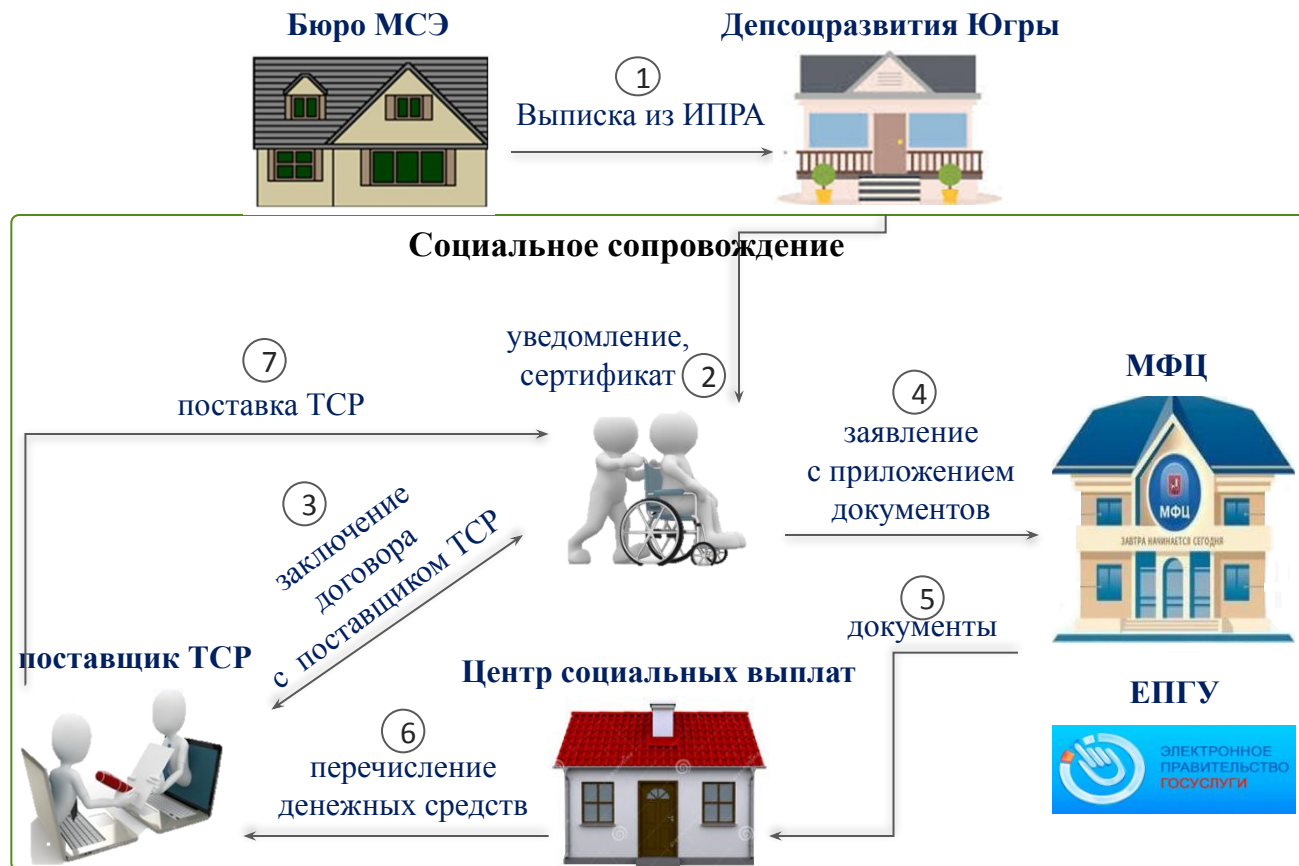 Бюро МСЭ
Депсоцразвития Югры
1
Выписка из ИПРА
Социальное сопровождение
уведомление,
сертификат 2
7
поставка ТСР
МФЦ
4
заявление
с приложением
документов
МФЦ
ЗАВТРА НАЧИНАЕТСЯ СЕГОДНЯ
3
заключение
договора
с поставщиком ТСР
5
документы
поставщик ТСР
Центр социальных выплат
ЕПГУ
6
перечисление
денежных средств
ЭЛЕКТРОННОЕ
ПРАВИТЕЛЬСТВО
ГОСУСЛУГИ